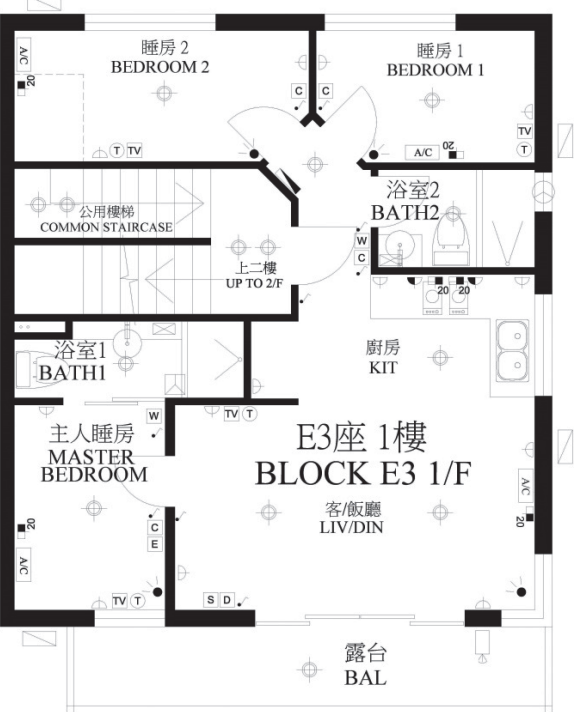 睡房 2
BEDROOM 2
睡房 1
BEDROOM 1
A/C
20
C
C
T TV
A/C
20
TV
T
公用樓梯
COMMON STAIRCASE
上二樓
UP TO 2/F
浴室2
BATH2
W
C
20
20
浴室1
BATH1
廚房
KIT
主人睡房
MASTER
BEDROOM
W
TV T
E3座 1樓
BLOCK E3 1/F
客/飯廳
LIV/DIN
A/C
20
20
A/C
C
E
TV T
S D
露台
BAL